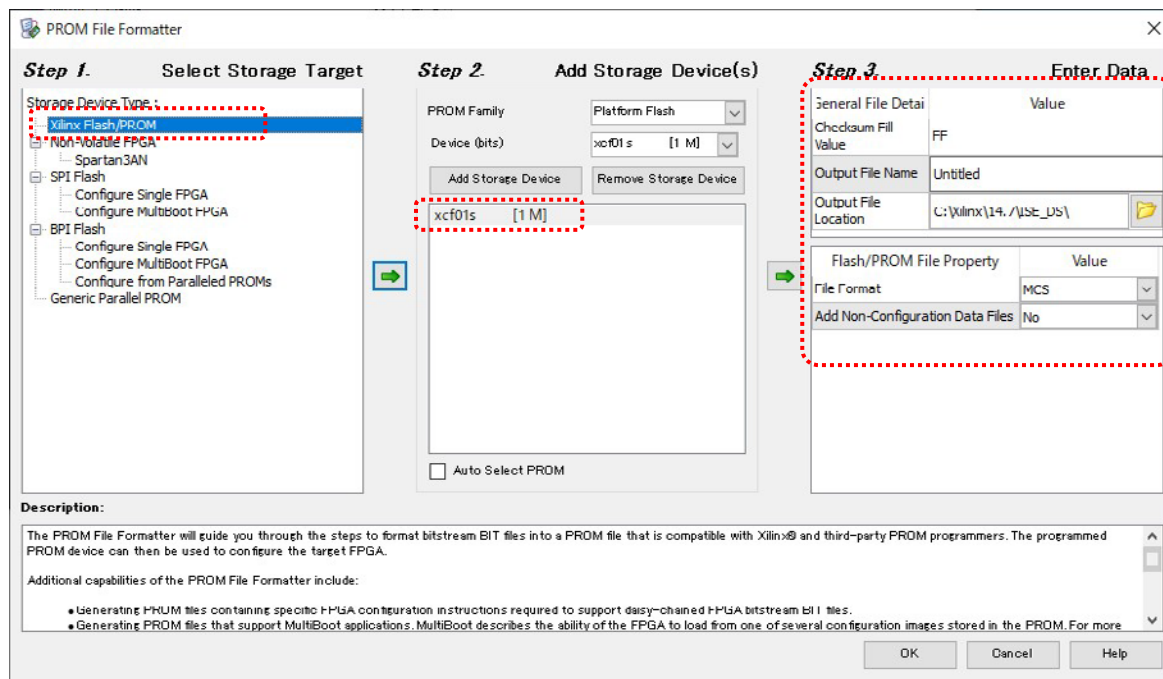 PROM File Formatter
Step 1. Select Storage Target
Storage Device Type :
Xilinx Flash/PROM
Non-Volatile FPGA
Spartan3AN
SPI Flash
Configure Single FPGA
Configure MultiBoot FPGA
BPI Flash
Configure Single FPGA
Configure MultiBoot FPGA
Configure from Paralleled PROMs
Generic Parallel PROM
Step 2. Add Storage Device(s)
PROM Family Platform Flash
Device (bits) xcf01s [1 M]
Add Storage Device Remove Storage Device
xcf01s [1 M]
Auto Select PROM
Step 3. Enter Data
General File Detai Value
Checksum Fill Value FF
Output File Name Untitled
Output File Location C:\Xilinx\14.7\ISE_DS\
Flash/PROM File Property Value
File Format MCS
Add Non-Configuration Data Files No
Description:
The PROM File Formatter will guide you through the steps to format bitstream BIT files into a PROM file that is compatible with Xilinx® and third-party PROM programmers. The programmed
PROM device can then be used to configure the target FPGA.
Additional capabilities of the PROM File Formatter include:
• Generating PROM files containing specific FPGA configuration instructions required to support daisy-chained FPGA bitstream BIT files.
• Generating PROM files that support MultiBoot applications. MultiBoot describes the ability of the FPGA to load from one of several configuration images stored in the PROM. For more
OK Cancel Help